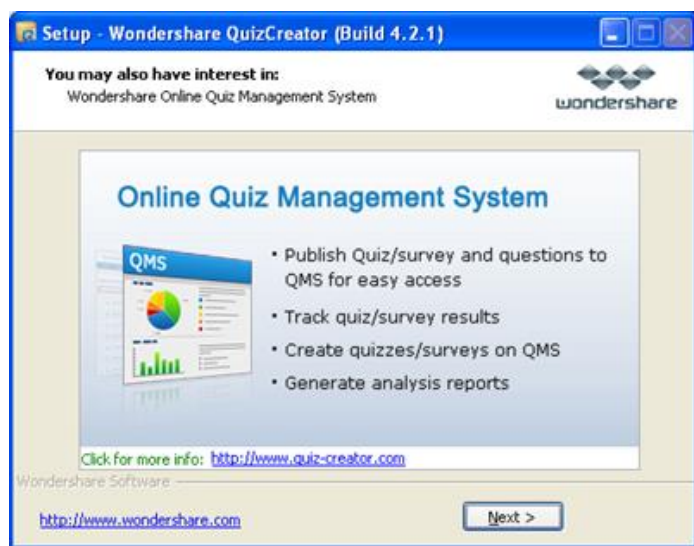 Setup - Wondershare QuizCreator (Build 4.2.1)
You may also have interest in:
Wondershare Online Quiz Management System
wondershare
Online Quiz Management System
QMS
• Publish Quiz/survey and questions to
QMS for easy access
• Track quiz/survey results
• Create quizzes/surveys on QMS
• Generate analysis reports
Click for more info: http://www.quiz-creator.com
Wondershare Software
http://www.wondershare.com
Next >